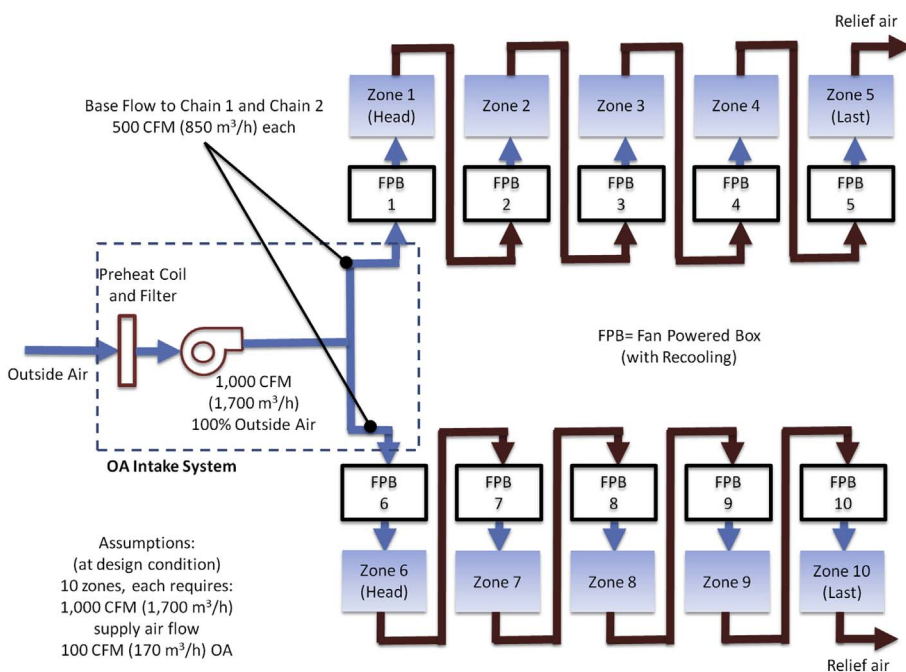 Relief air
Base Flow to Chain 1 and Chain 2
500 CFM (850 m³/h) each
Zone 1
(Head)
Zone 2
Zone 3
Zone 4
Zone 5
(Last)
FPB
1
FPB
2
FPB
3
FPB
4
FPB
5
Preheat Coil
and Filter
Outside Air
1,000 CFM
(1,700 m³/h)
100% Outside Air
OA Intake System
FPB= Fan Powered Box
(with Recooling)
FPB
6
FPB
7
FPB
8
FPB
9
FPB
10
Zone 6
(Head)
Zone 7
Zone 8
Zone 9
Zone 10
(Last)
Assumptions:
(at design condition)
10 zones, each requires:
1,000 CFM (1,700 m³/h)
supply air flow
100 CFM (170 m³/h) OA
Relief air